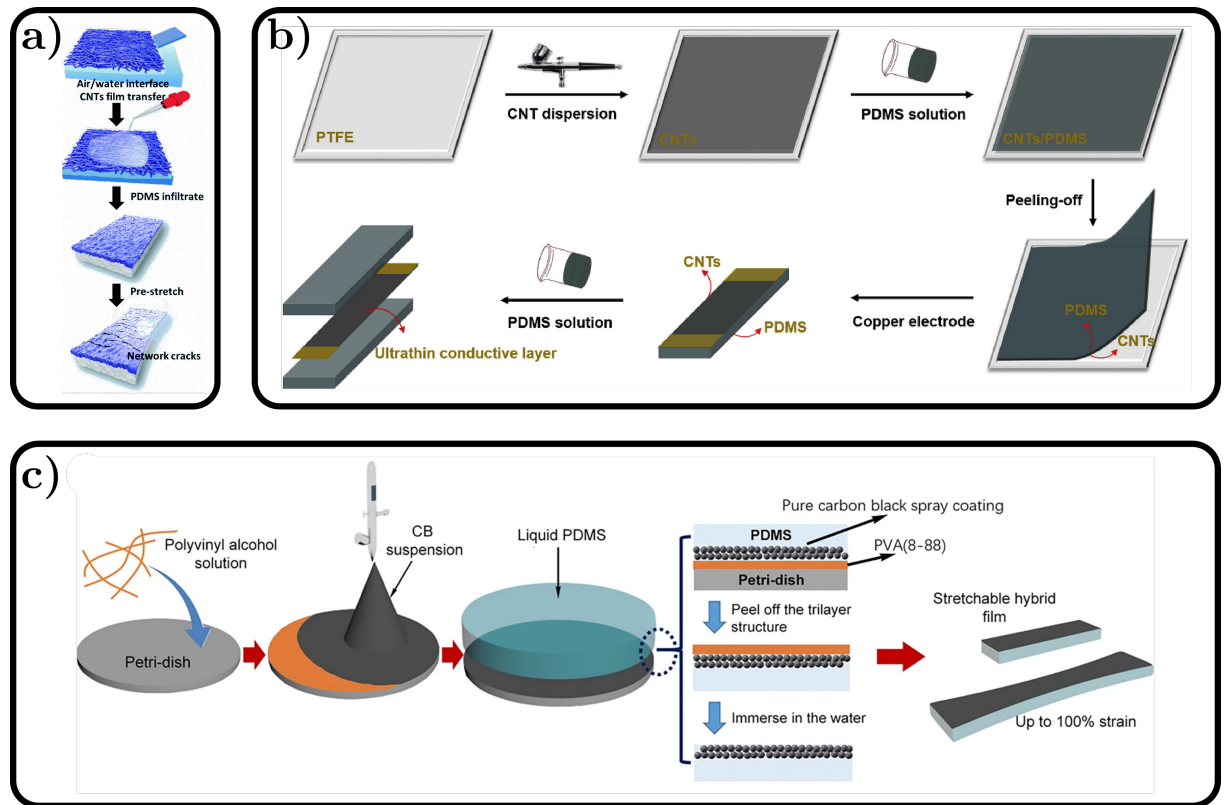 a)
Air/water interface
CNTs film transfer
PDMS infiltrate
Pre-stretch
Network cracks
b)
PTFE
CNT dispersion
CNTs
PDMS solution
CNTs/PDMS
Peeling-off
PDMS
CNTs
Copper electrode
CNTs
PDMS
PDMS solution
Ultrathin conductive layer
c)
Polyvinyl alcohol
solution
Petri-dish
CB
suspension
Liquid PDMS
Pure carbon black spray coating
PDMS
PVA(8-88)
Petri-dish
Peel off the trilayer
structure
Immerse in the water
Stretchable hybrid
film
Up to 100% strain